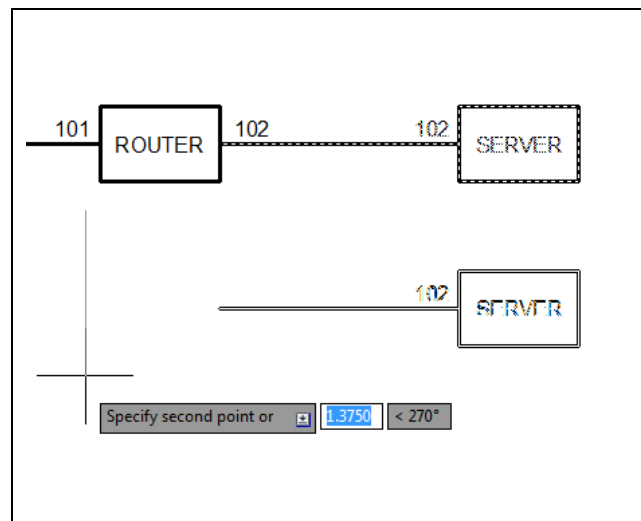 101 ROUTER 102 102 SERVER
102 SERVER
Specify second point or 1.3750 < 270°